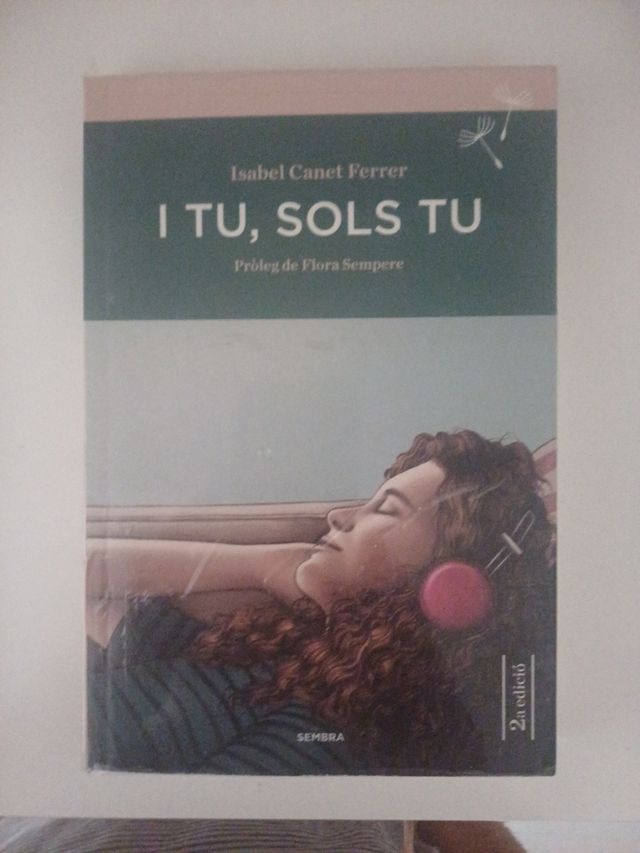 Isabel Canet Ferrer
I TU, SOLS TU
Pròleg de Flora Sempere
2a edició
SEMBRA